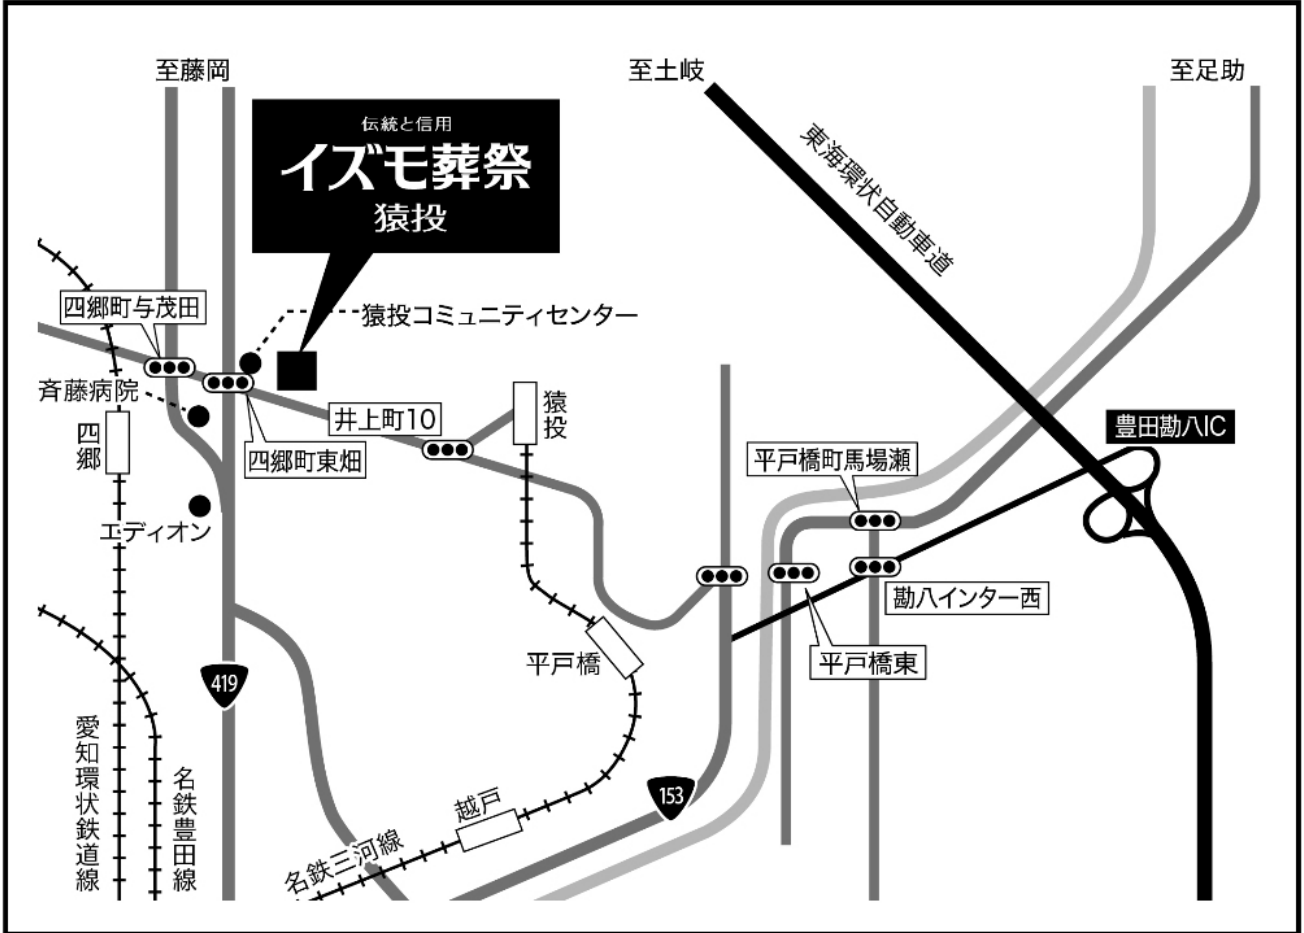 至藤岡
至土岐
至足助
伝統と信用
イズモ葬祭
猿投
東海環状自動車道
四郷町与茂田
猿投コミュニティセンター
斉藤病院
四郷
井上町10
猿投
四郷町東畑
豊田勘八IC
平戸橋町馬場瀬
エディオン
勘八インター西
平戸橋
平戸橋東
419
愛知環状鉄道線
名鉄豊田線
153
越戸
名鉄三河線